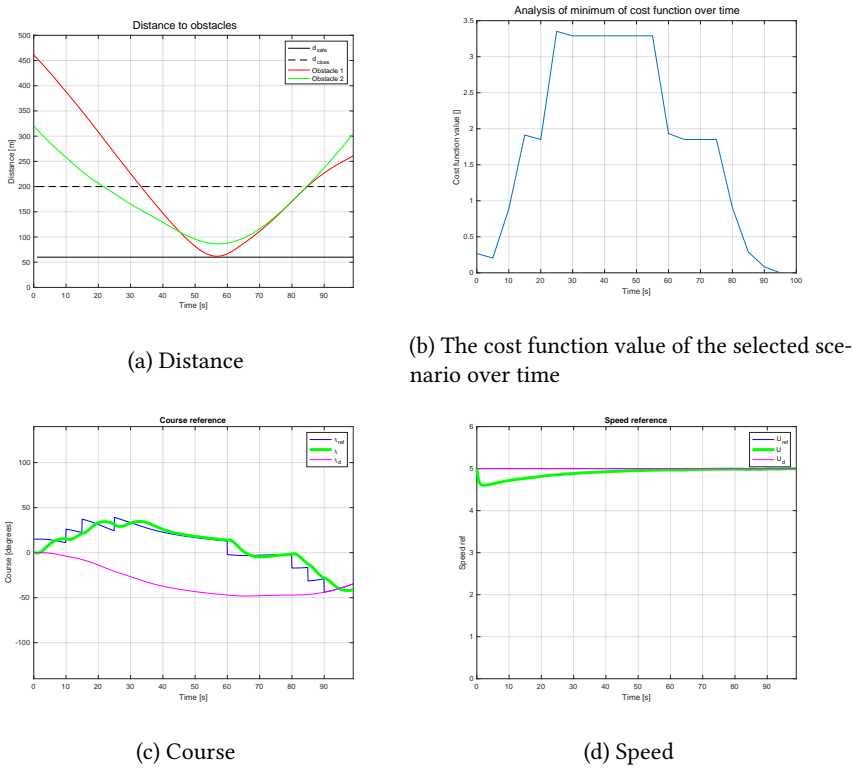 Distance to obstacles
d_safe
d_close
Obstacle 1
Obstacle 2
500
450
400
350
300
250
200
150
100
50
0
Distance [m]
0 10 20 30 40 50 60 70 80 90
Time [s]
(a) Distance
Analysis of minimum of cost function over time
3.5
3
2.5
2
1.5
1
0.5
0
Cost function value []
0 10 20 30 40 50 60 70 80 90 100
Time [s]
(b) The cost function value of the selected sce-
nario over time
Course reference
χ_ref
χ
χ_d
100
50
0
-50
-100
Course [degrees]
0 10 20 30 40 50 60 70 80 90
Time [s]
(c) Course
Speed reference
U_ref
U
U_d
6
5
4
3
2
1
0
Speed ref
0 10 20 30 40 50 60 70 80 90
Time [s]
(d) Speed